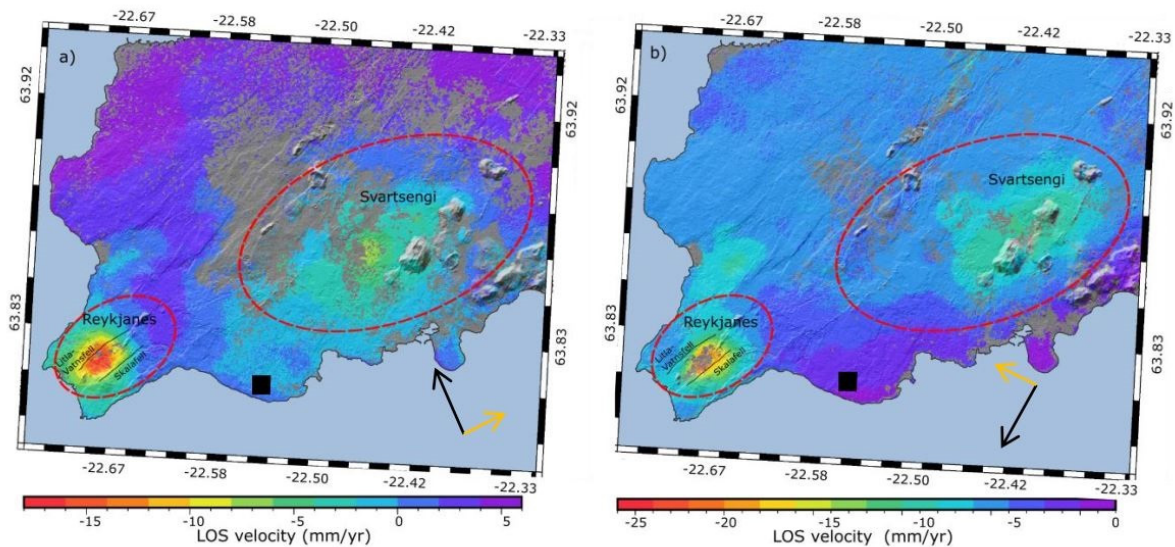 -22.67 -22.58 -22.50 -22.42 -22.33
a)
63.92
63.92
Svartsengi
63.83
63.83
Reykjanes
Litla-
Vatnsfell
Skalafell
-22.67 -22.58 -22.50 -22.42 -22.33
-15 -10 -5 0 5
LOS velocity (mm/yr)
-22.67 -22.58 -22.50 -22.42 -22.33
b)
63.92
63.92
Svartsengi
63.83
63.83
Reykjanes
Litla-
Vatnsfell
Skalafell
-22.67 -22.58 -22.50 -22.42 -22.33
-25 -20 -15 -10 -5 0
LOS velocity (mm/yr)